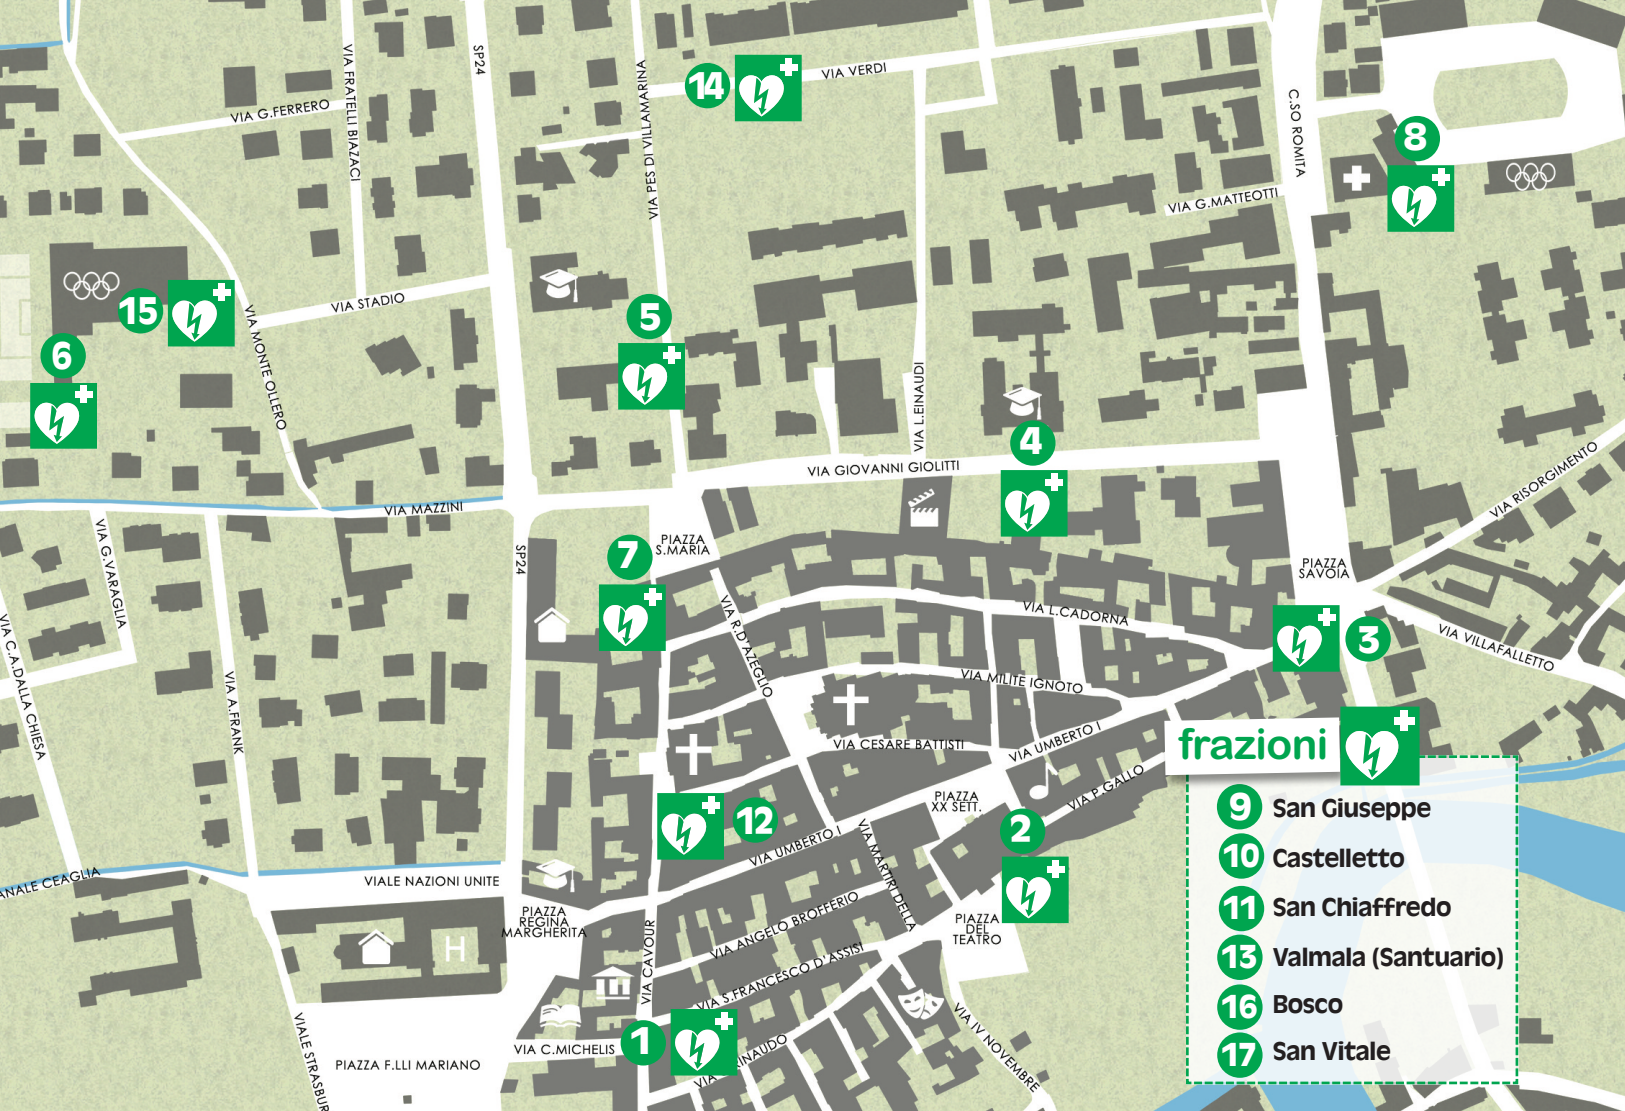 VIA FRATELLI BIAZACI
SP24
VIA PES DI VILLAMARINA
14
VIA VERDI
C.SO ROMITA
VIA G.FERRERO
8
VIA G.MATTEOTTI
15
VIA STADIO
VIA MONTE OLLERO
5
6
VIA L.EINAUDI
4
VIA GIOVANNI GIOLITTI
VIA RISORGIMENTO
VIA MAZZINI
VIA G.VARAGLIA
SP24
7
PIAZZA
S.MARIA
PIAZZA
SAVOIA
VIA C.A.DALLA CHIESA
VIA A.FRANK
VIA R.D'AZEGLIO
VIA L.CADORNA
3
VIA VILLAFALLETTO
VIA MILITE IGNOTO
VIA CESARE BATTISTI
VIA UMBERTO I
VIA P.GALLO
PIAZZA
XX SETT.
12
VIA UMBERTO I
2
VIA MARTIRI DELLA
ANALE CEAGLIA
VIALE NAZIONI UNITE
PIAZZA
REGINA
MARGHERITA
H
VIA CAVOUR
VIA ANGELO BROFFERIO
VIA S.FRANCESCO D'ASSISI
PIAZZA
DEL
TEATRO
VIALE STRASBUR
PIAZZA F.LLI MARIANO
VIA C.MICHELIS
1
VIA
RINAUDO
VIA IV NOVEMBRE
frazioni
9 San Giuseppe
10 Castelletto
11 San Chiaffredo
13 Valmala (Santuario)
16 Bosco
17 San Vitale